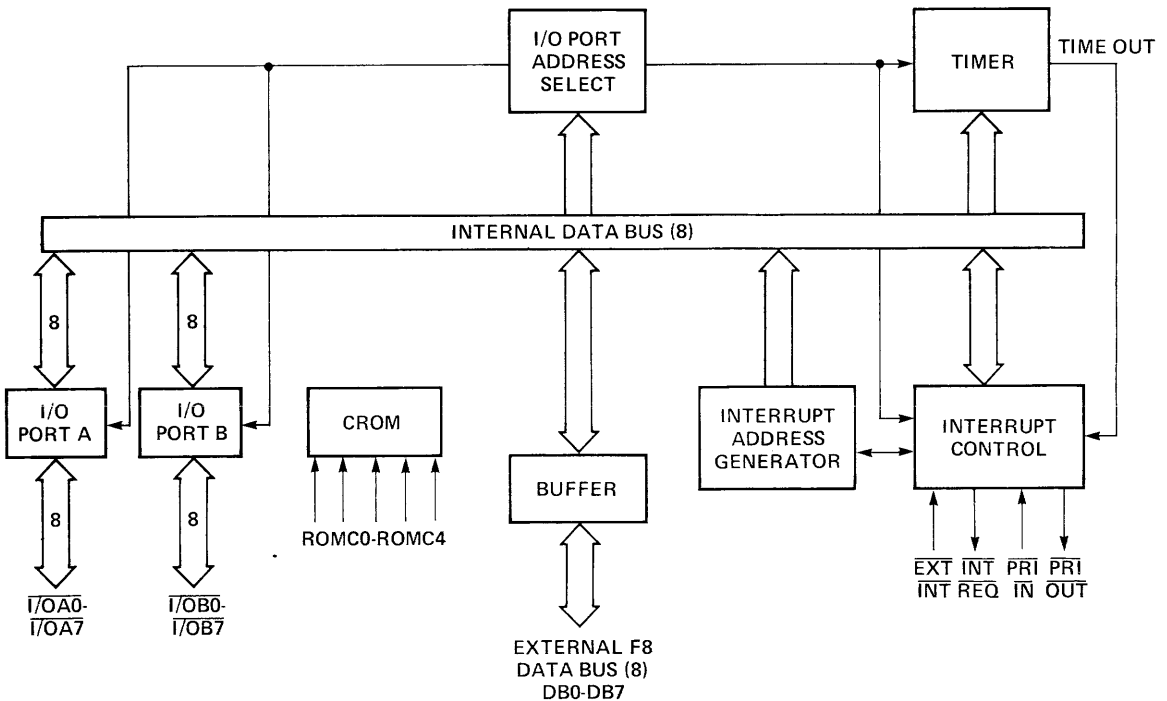 I/O PORT
ADDRESS
SELECT
TIMER
TIME OUT
INTERNAL DATA BUS (8)
8
8
I/O
PORT A
I/O
PORT B
CROM
INTERRUPT
ADDRESS
GENERATOR
INTERRUPT
CONTROL
BUFFER
8
8
ROMC0-ROMC4
EXT
INT
INT
REQ
PRI
IN
PRI
OUT
I/OA0-
I/OA7
I/OB0-
I/OB7
EXTERNAL F8
DATA BUS (8)
DB0-DB7